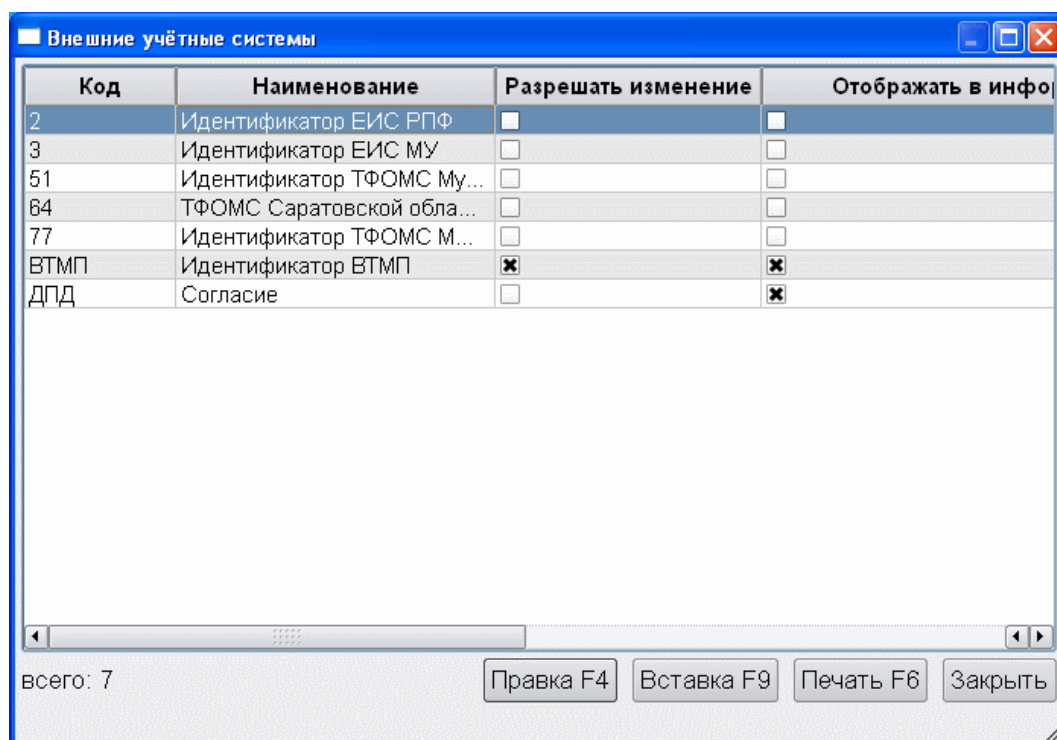 Внешние учётные системы
Код Наименование Разрешать изменение Отображать в инфор
2 Идентификатор ЕИС РПФ
3 Идентификатор ЕИС МУ
51 Идентификатор ТФОМС Му...
64 ТФОМС Саратовской обла...
77 Идентификатор ТФОМС М...
ВТМП Идентификатор ВТМП
ДПД Согласие
всего: 7 Правка F4 Вставка F9 Печать F6 Закрыть